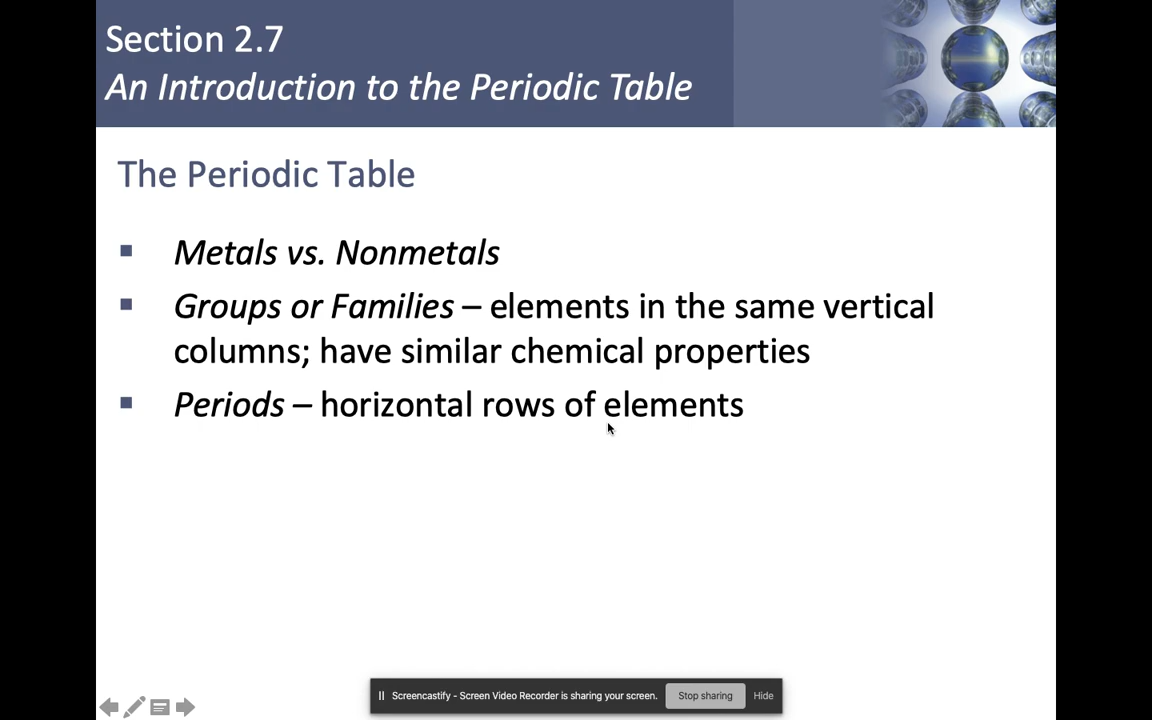 Section 2.7
An Introduction to the Periodic Table
The Periodic Table
Metals vs. Nonmetals
Groups or Families – elements in the same vertical
columns; have similar chemical properties
Periods – horizontal rows of elements
Screencastify - Screen Video Recorder is sharing your screen. Stop sharing Hide